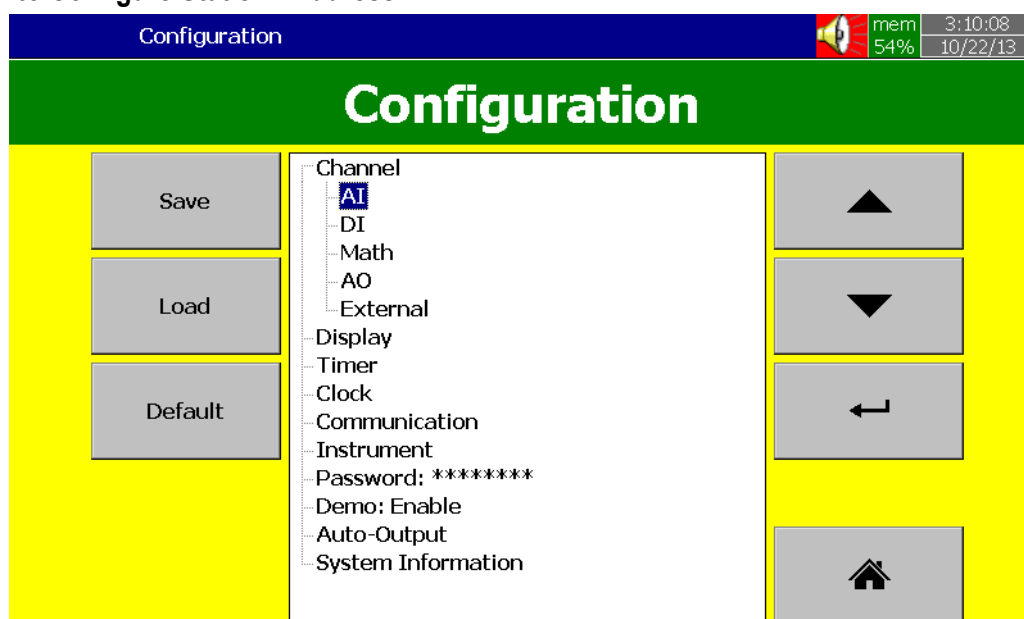 Configuration
mem 3:10:08
54% 10/22/13
Configuration
Save
Load
Default
Channel
AI
DI
Math
AO
External
Display
Timer
Clock
Communication
Instrument
Password: ********
Demo: Enable
Auto-Output
System Information